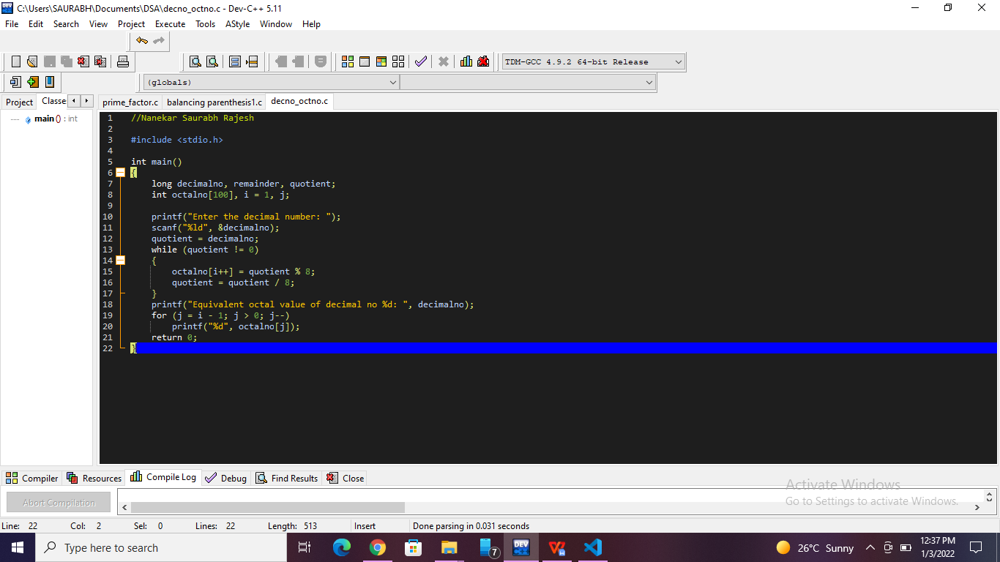 C:\Users\SAURABH\Documents\DSA\decno_octno.c - Dev-C++ 5.11
File Edit Search View Project Execute Tools AStyle Window Help
TDM-GCC 4.9.2 64-bit Release
(globals)
Project Classe prime_factor.c balancing parenthesis1.c decno_octno.c
main () : int
1 //Nanekar Saurabh Rajesh
2
3 #include <stdio.h>
4
5 int main()
6 {
7 long decimalno, remainder, quotient;
8 int octalno[100], i = 1, j;
9
10 printf("Enter the decimal number: ");
11 scanf("%ld", &decimalno);
12 quotient = decimalno;
13 while (quotient != 0)
14 {
15 octalno[i++] = quotient % 8;
16 quotient = quotient / 8;
17 }
18 printf("Equivalent octal value of decimal no %d: ", decimalno);
19 for (j = i - 1; j > 0; j--)
20 printf("%d", octalno[j]);
21 return 0;
22 }
Compiler Resources Compile Log Debug Find Results Close
Abort Compilation
Activate Windows
Go to Settings to activate Windows.
Line: 22 Col: 2 Sel: 0 Lines: 22 Length: 513 Insert Done parsing in 0.031 seconds
Type here to search
7
DEV
26°C Sunny
12:37 PM
1/3/2022